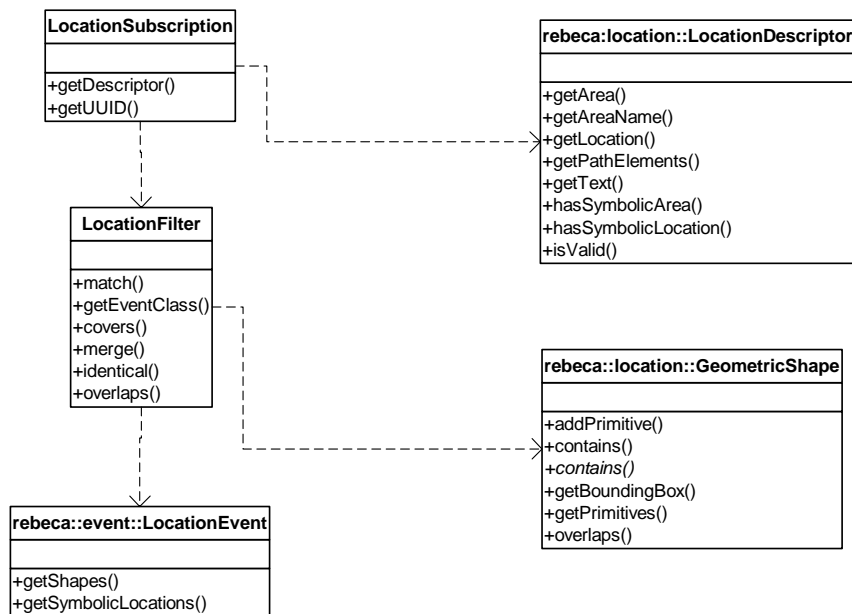 LocationSubscription
+getDescriptor()
+getUUID()
rebeca:location::LocationDescriptor
+getArea()
+getAreaName()
+getLocation()
+getPathElements()
+getText()
+hasSymbolicArea()
+hasSymbolicLocation()
+isValid()
LocationFilter
+match()
+getEventClass()
+covers()
+merge()
+identical()
+overlaps()
rebeca::location::GeometricShape
+addPrimitive()
+contains()
+contains()
+getBoundingBox()
+getPrimitives()
+overlaps()
rebeca::event::LocationEvent
+getShapes()
+getSymbolicLocations()